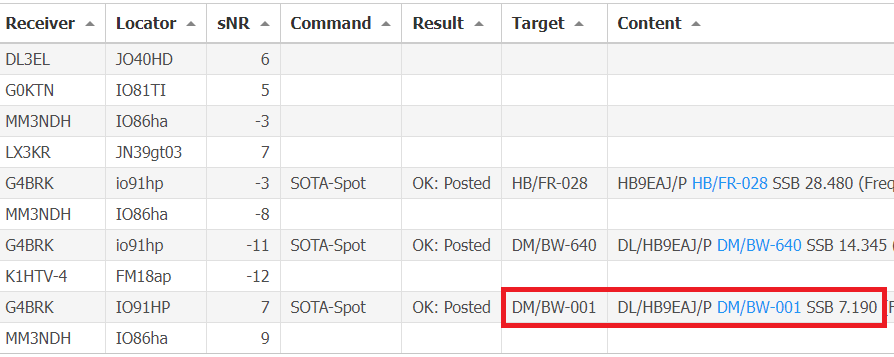 Receiver Locator sNR Command Result Target Content
DL3EL JO40HD 6
G0KTN IO81TI 5
MM3NDH IO86ha -3
LX3KR JN39gt03 7
G4BRK io91hp -3 SOTA-Spot OK: Posted HB/FR-028 HB9EAJ/P HB/FR-028 SSB 28.480 (Freq
MM3NDH IO86ha -8
G4BRK io91hp -11 SOTA-Spot OK: Posted DM/BW-640 DL/HB9EAJ/P DM/BW-640 SSB 14.345 (
K1HTV-4 FM18ap -12
G4BRK IO91HP 7 SOTA-Spot OK: Posted DM/BW-001 DL/HB9EAJ/P DM/BW-001 SSB 7.190 (F
MM3NDH IO86ha 9